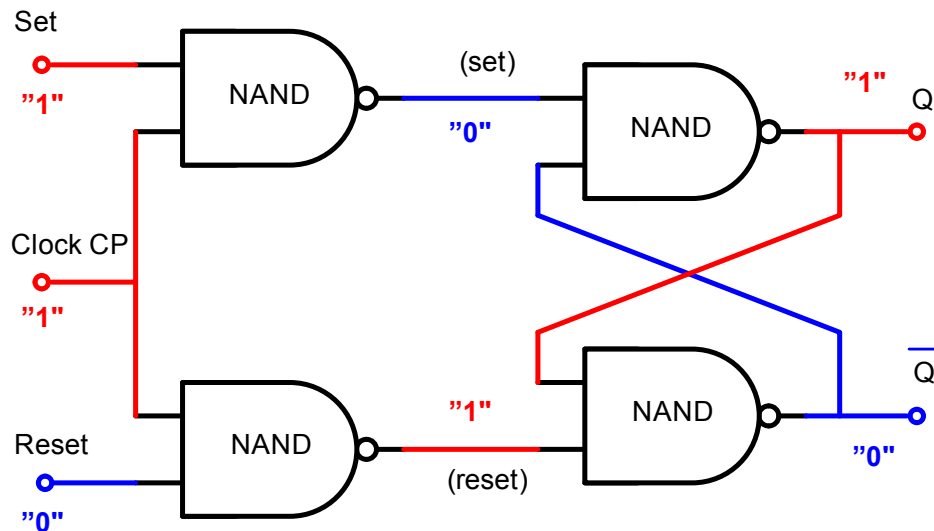 Set
”1"
NAND
(set)
”0"
NAND
”1"
Q
Clock CP
”1"
Reset
”0"
NAND
”1"
(reset)
NAND
Q
”0"